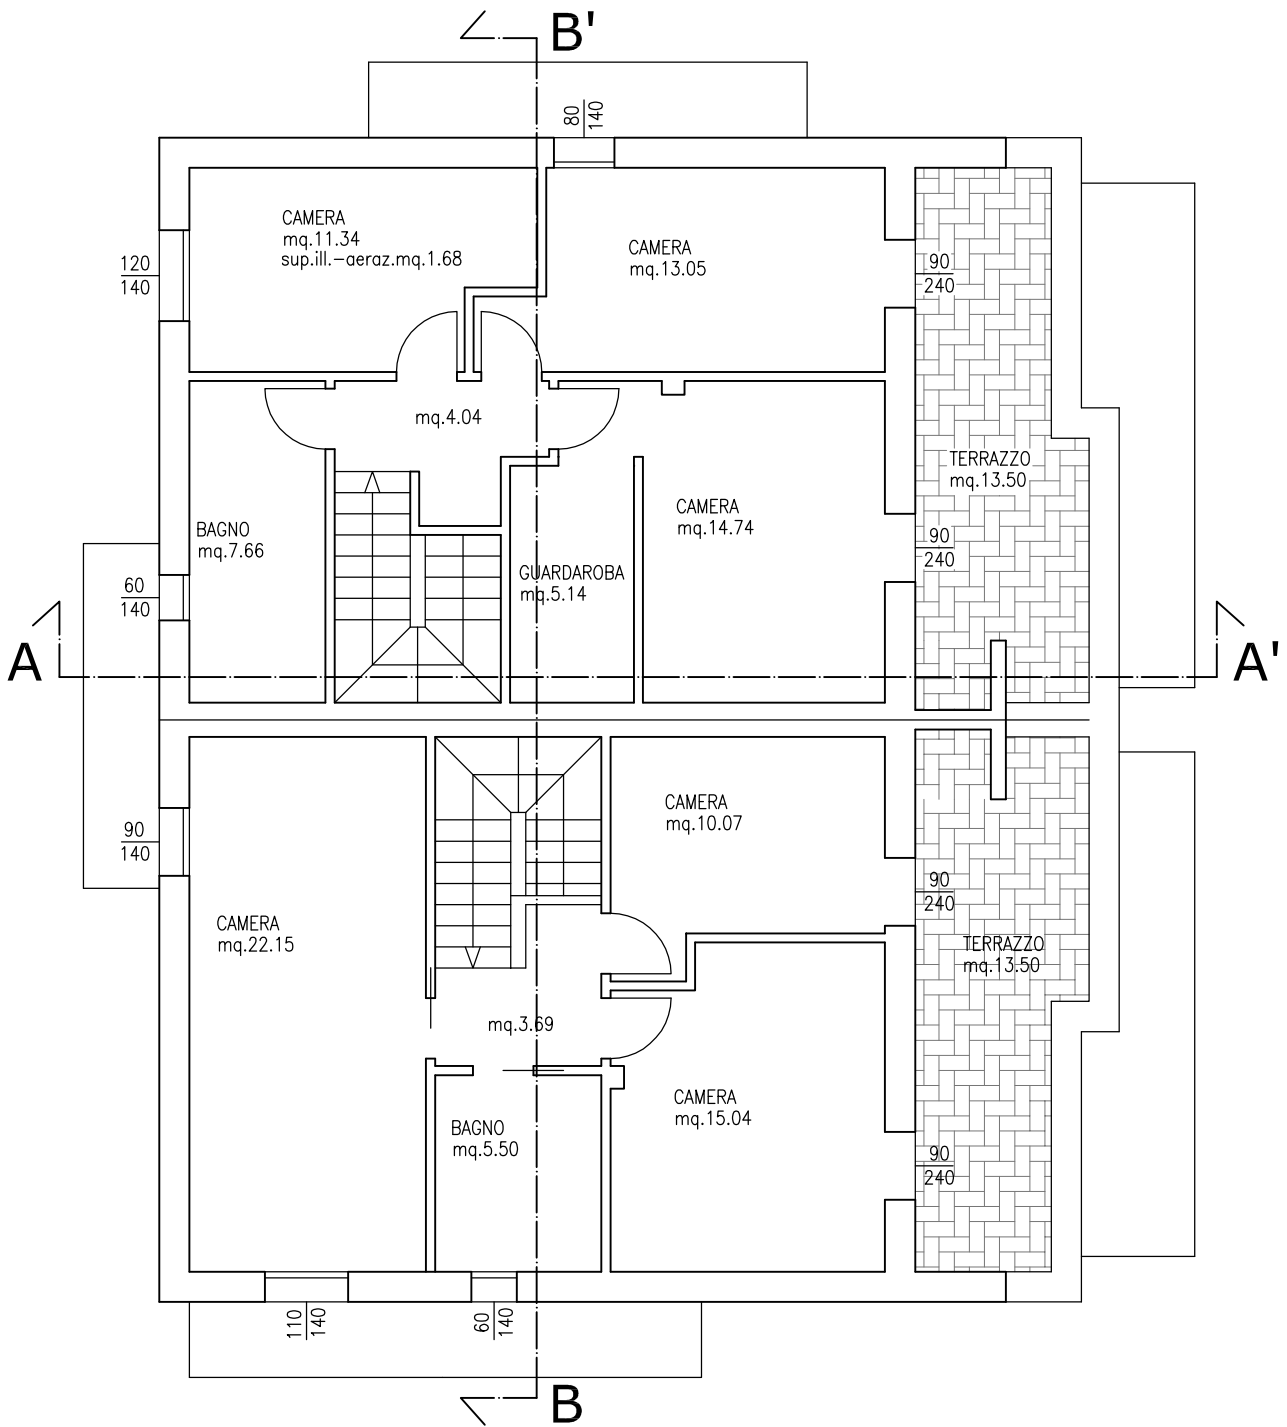 B'
80
140
CAMERA
mq.11.34
sup.ill.-aeraz.mq.1.68
CAMERA
mq.13.05
120
140
90
240
mq.4.04
TERRAZZO
mq.13.50
CAMERA
mq.14.74
BAGNO
mq.7.66
90
240
GUARDAROBA
mq.5.14
60
140
A
A'
CAMERA
mq.10.07
90
140
90
240
CAMERA
mq.22.15
TERRAZZO
mq.13.50
mq.3.69
CAMERA
mq.15.04
BAGNO
mq.5.50
90
240
110
140
60
140
B